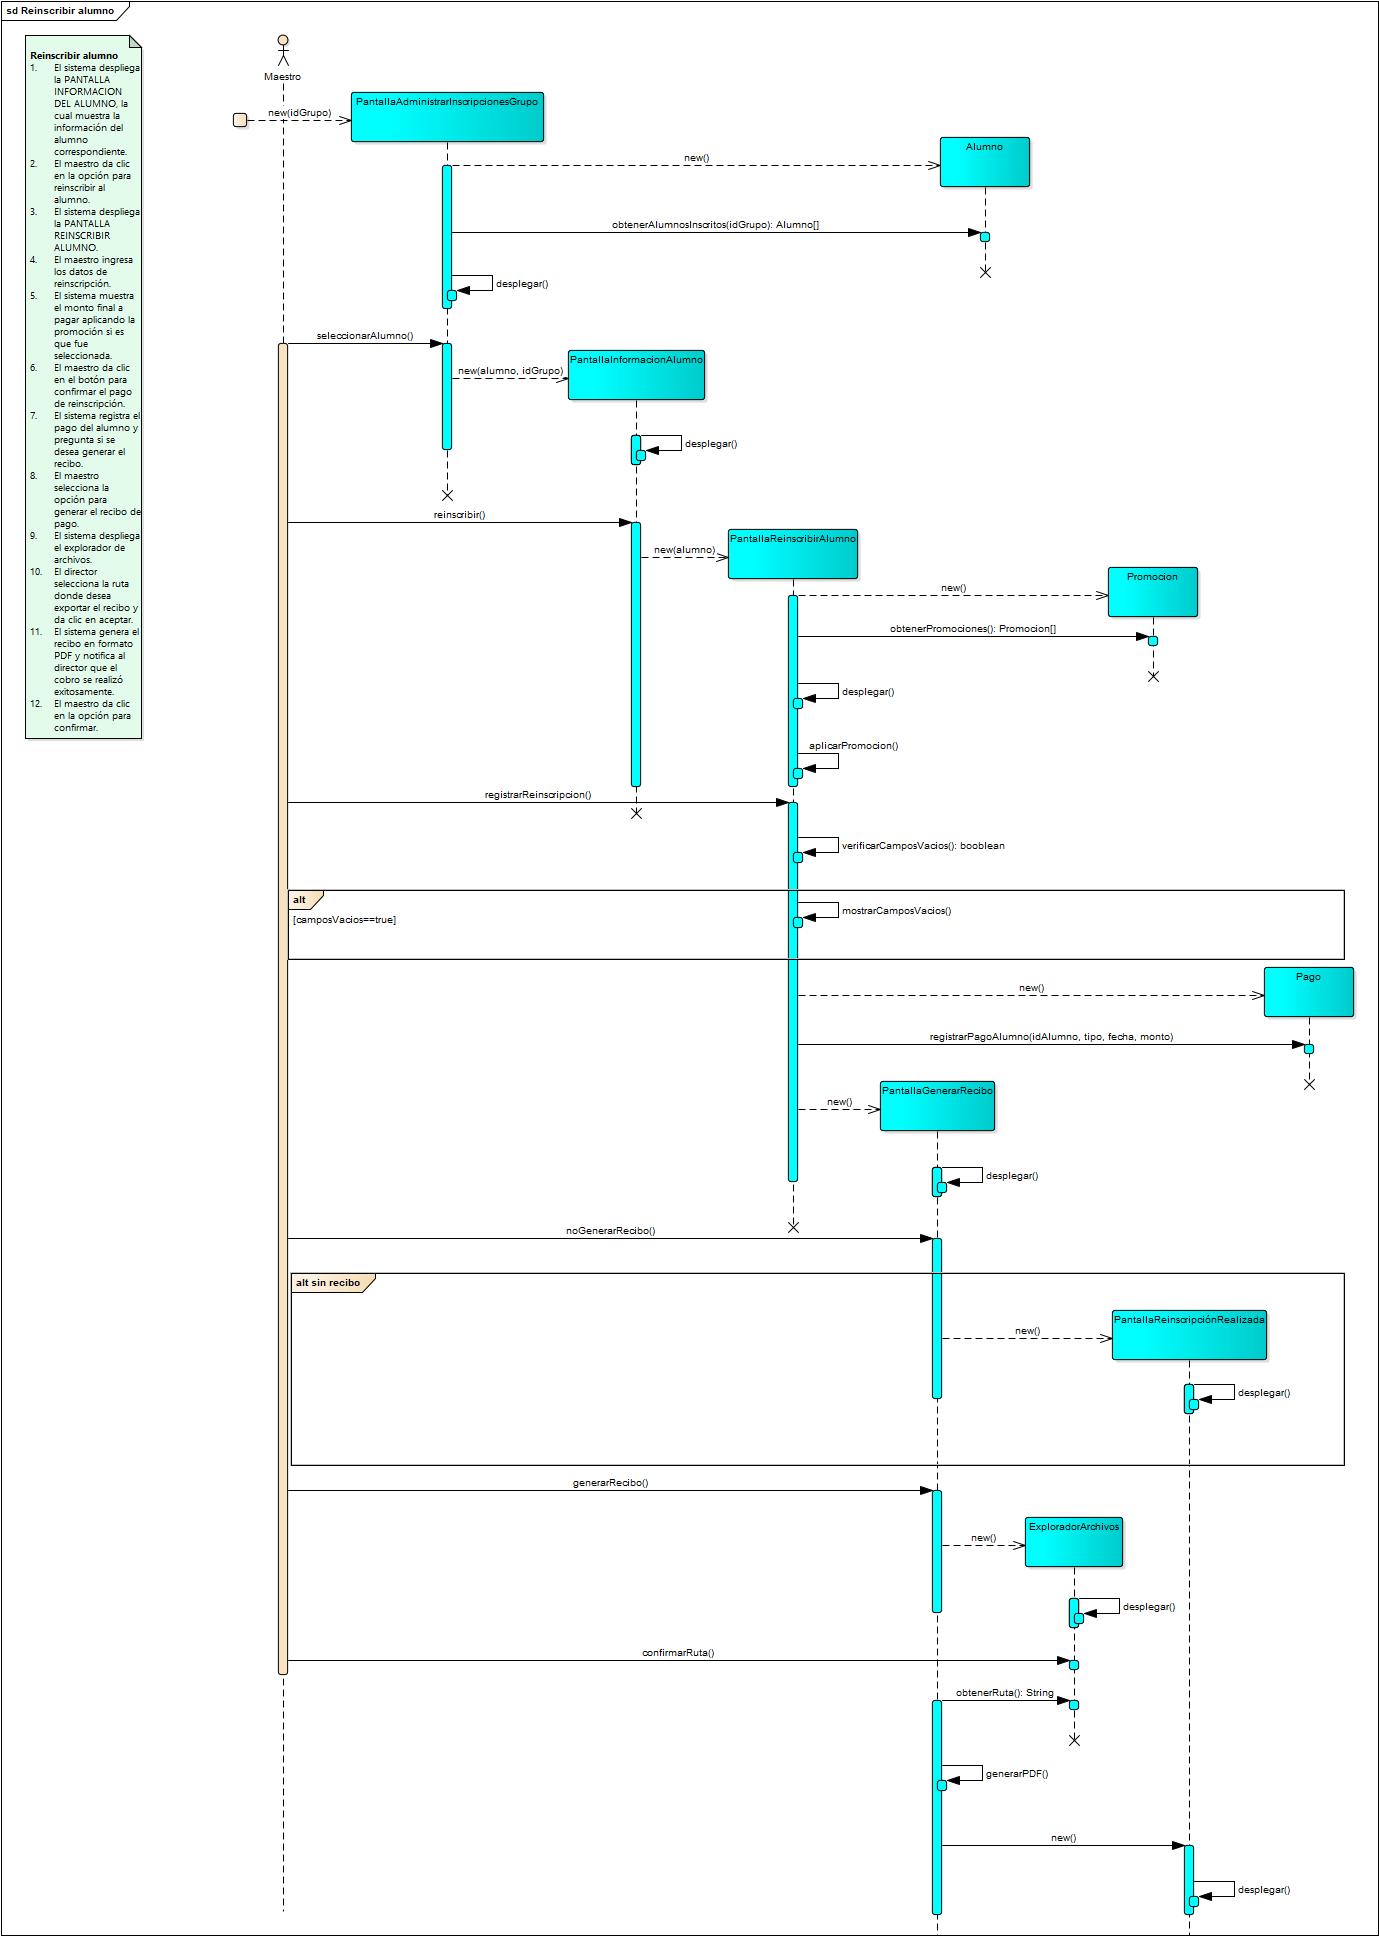 sd Reinscribir alumno
Reinscribir alumno
1. El sistema despliega
la PANTALLA
INFORMACION
DEL ALUMNO, la
cual muestra la
información del
alumno
correspondiente.
2. El maestro da clic
en la opción para
reinscribir al
alumno.
3. El sistema despliega
la PANTALLA
REINSCRIBIR
ALUMNO.
4. El maestro ingresa
los datos de
reinscripción.
5. El sistema muestra
el monto final a
pagar aplicando la
promoción si es
que fue
seleccionada.
6. El maestro da clic
en el botón para
confirmar el pago
de reinscripción.
7. El sistema registra el
pago del alumno y
pregunta si se
desea generar el
recibo.
8. El maestro
selecciona la
opción para
generar el recibo de
pago.
9. El sistema despliega
el explorador de
archivos.
10. El director
selecciona la ruta
donde desea
exportar el recibo y
da clic en aceptar.
11. El sistema genera el
recibo en formato
PDF y notifica al
director que el
cobro se realizó
exitosamente.
12. El maestro da clic
en la opción para
confirmar.
Maestro
new(idGrupo)
PantallaAdministrarInscripcionesGrupo
new()
Alumno
obtenerAlumnosInscritos(idGrupo): Alumno[]
desplegar()
seleccionarAlumno()
new(alumno, idGrupo)
PantallaInformacionAlumno
desplegar()
reinscribir()
new(alumno)
PantallaReinscribirAlumno
new()
Promocion
obtenerPromociones(): Promocion[]
desplegar()
aplicarPromocion()
registrarReinscripcion()
verificarCamposVacios(): booblean
alt
[camposVacios==true]
mostrarCamposVacios()
new()
Pago
registrarPagoAlumno(idAlumno, tipo, fecha, monto)
new()
PantallaGenerarRecibo
desplegar()
noGenerarRecibo()
alt sin recibo
new()
PantallaReinscripciónRealizada
desplegar()
generarRecibo()
new()
ExploradorArchivos
desplegar()
confirmarRuta()
obtenerRuta(): String
generarPDF()
new()
desplegar()